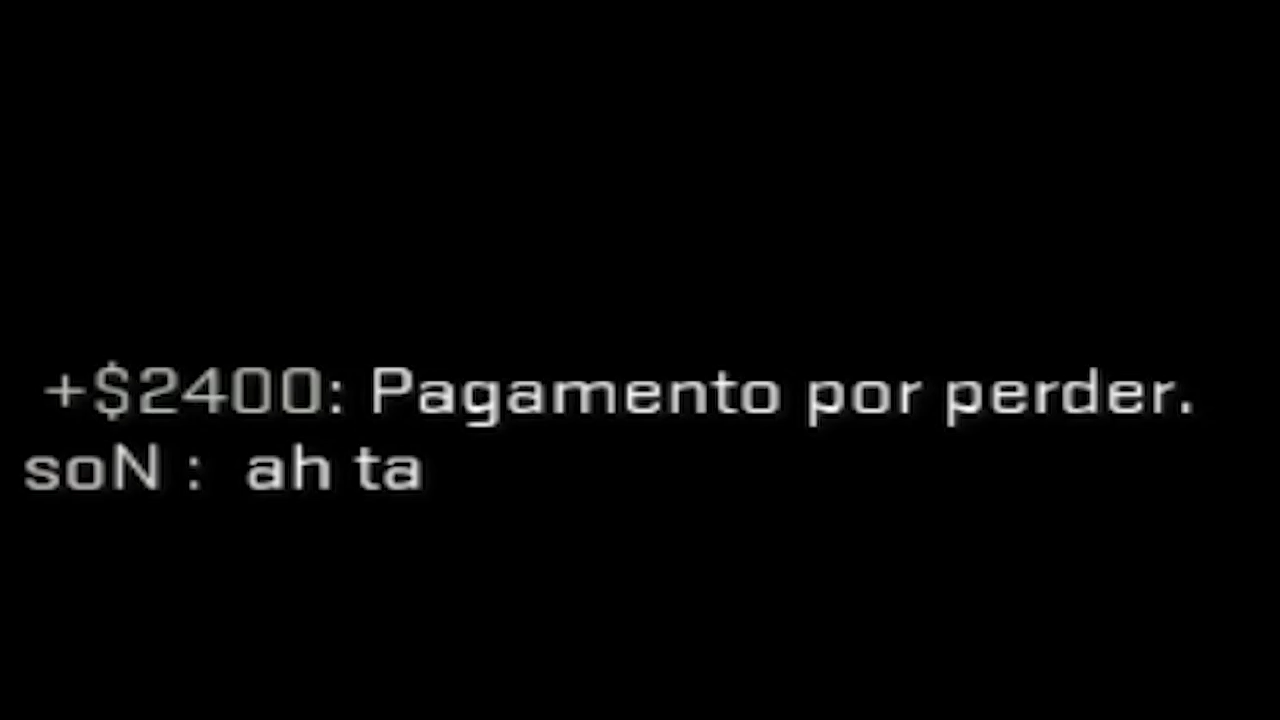 +$2400: Pagamento por perder.
soN :  ah ta